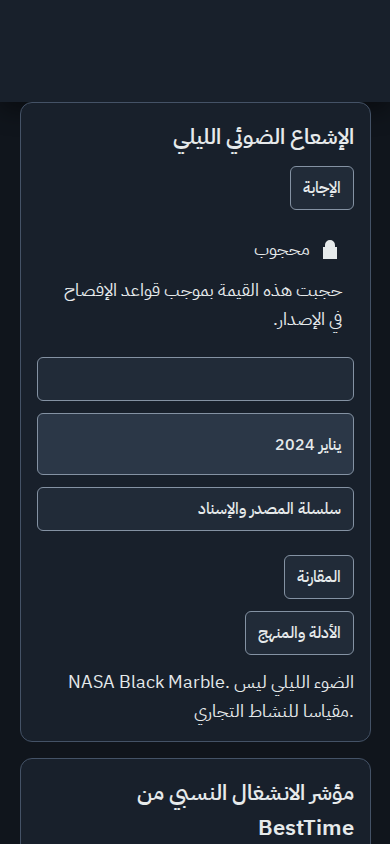 الإشعاع الضوئي الليلي
الإجابة
محجوب
حجبت هذه القيمة بموجب قواعد الإفصاح
في الإصدار.
يناير 2024
سلسلة المصدر والإسناد
المقارنة
الأدلة والمنهج
الضوء الليلي ليس .NASA Black Marble
.مقياسا للنشاط التجاري
مؤشر الانشغال النسبي من
BestTime